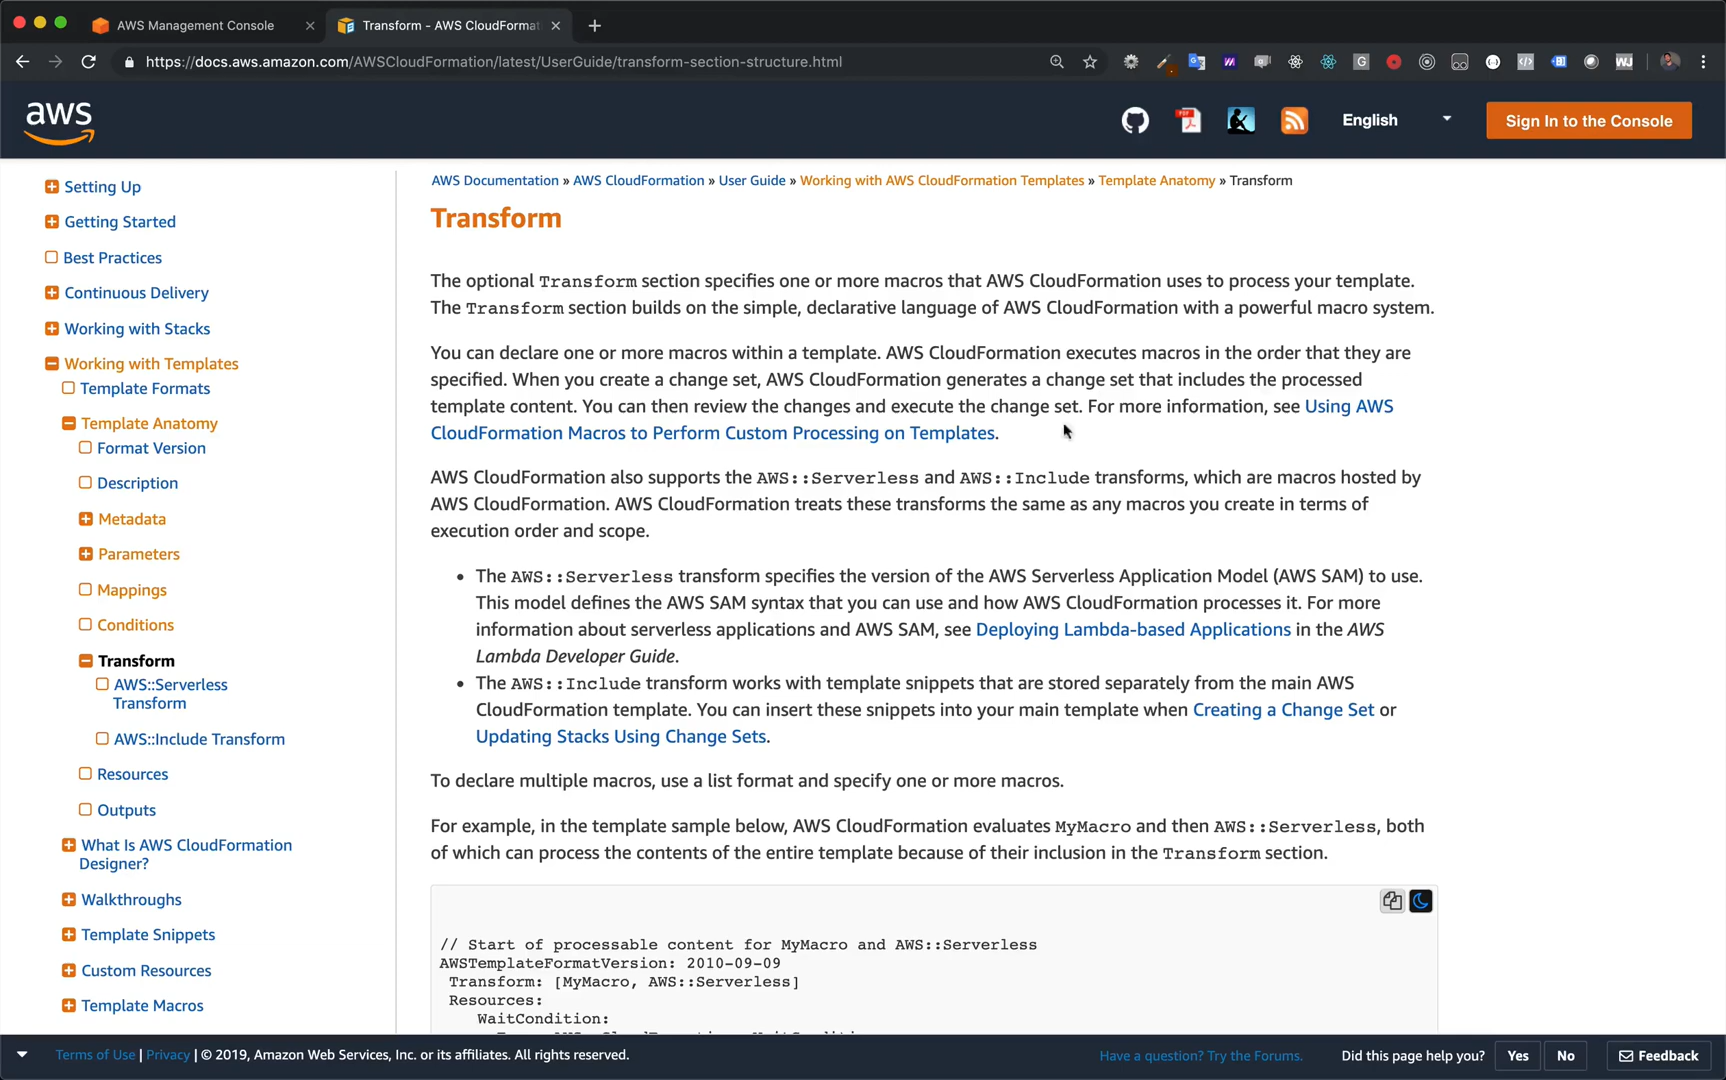 AWS Management Console
Transform - AWS CloudFormat
https://docs.aws.amazon.com/AWSCloudFormation/latest/UserGuide/transform-section-structure.html
aws
English
Sign In to the Console
Setting Up
Getting Started
Best Practices
Continuous Delivery
Working with Stacks
Working with Templates
Template Formats
Template Anatomy
Format Version
Description
Metadata
Parameters
Mappings
Conditions
Transform
AWS::Serverless
Transform
AWS::Include Transform
Resources
Outputs
What Is AWS CloudFormation
Designer?
Walkthroughs
Template Snippets
Custom Resources
Template Macros
AWS Documentation » AWS CloudFormation » User Guide » Working with AWS CloudFormation Templates » Template Anatomy » Transform
Transform
The optional Transform section specifies one or more macros that AWS CloudFormation uses to process your template.
The Transform section builds on the simple, declarative language of AWS CloudFormation with a powerful macro system.
You can declare one or more macros within a template. AWS CloudFormation executes macros in the order that they are
specified. When you create a change set, AWS CloudFormation generates a change set that includes the processed
template content. You can then review the changes and execute the change set. For more information, see Using AWS
CloudFormation Macros to Perform Custom Processing on Templates.
AWS CloudFormation also supports the AWS::Serverless and AWS::Include transforms, which are macros hosted by
AWS CloudFormation. AWS CloudFormation treats these transforms the same as any macros you create in terms of
execution order and scope.
• The AWS::Serverless transform specifies the version of the AWS Serverless Application Model (AWS SAM) to use.
This model defines the AWS SAM syntax that you can use and how AWS CloudFormation processes it. For more
information about serverless applications and AWS SAM, see Deploying Lambda-based Applications in the AWS
Lambda Developer Guide.
• The AWS::Include transform works with template snippets that are stored separately from the main AWS
CloudFormation template. You can insert these snippets into your main template when Creating a Change Set or
Updating Stacks Using Change Sets.
To declare multiple macros, use a list format and specify one or more macros.
For example, in the template sample below, AWS CloudFormation evaluates MyMacro and then AWS::Serverless, both
of which can process the contents of the entire template because of their inclusion in the Transform section.
// Start of processable content for MyMacro and AWS::Serverless
AWSTemplateFormatVersion: 2010-09-09
Transform: [MyMacro, AWS::Serverless]
Resources:
WaitCondition:
Terms of Use | Privacy | © 2019, Amazon Web Services, Inc. or its affiliates. All rights reserved.
Have a question? Try the Forums.
Did this page help you?
Yes
No
Feedback